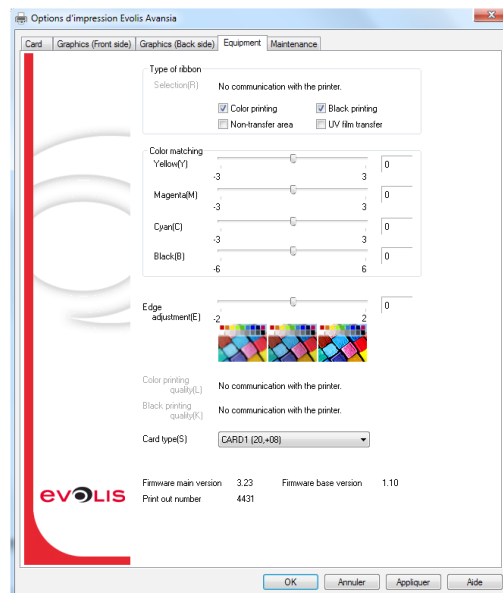 Options d'impression Evolis Avansia
Card Graphics (Front side) Graphics (Back side) Equipment Maintenance
Type of ribbon
Selection(R) No communication with the printer.
Color printing Black printing
Non-transfer area UV film transfer
Color matching
Yellow(Y) 0
-3 3
Magenta(M) 0
-3 3
Cyan(C) 0
-3 3
Black(B) 0
-6 6
Edge adjustment(E) 0
-2 2
Color printing quality(L) No communication with the printer.
Black printing quality(K) No communication with the printer.
Card type(S) CARD1 (20,+08)
Firmware main version 3.23 Firmware base version 1.10
Print out number 4431
evolis
OK Annuler Appliquer Aide